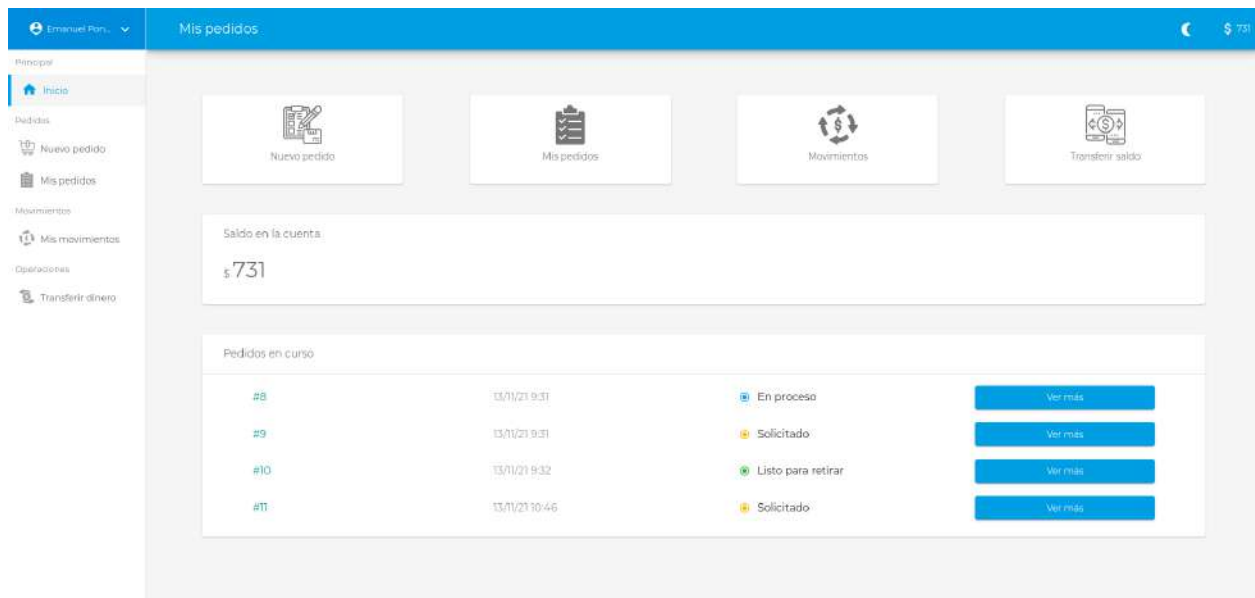 Emanuel Pon...
Mis pedidos
$ 731
Principal
Inicio
Pedidos
Nuevo pedido
Mis pedidos
Movimientos
Mis movimientos
Operaciones
Transferir dinero
Nuevo pedido
Mis pedidos
Movimientos
Transferir saldo
Saldo en la cuenta
$ 731
Pedidos en curso
#8 13/11/21 9:31 En proceso Ver más
#9 13/11/21 9:31 Solicitado Ver más
#10 13/11/21 9:32 Listo para retirar Ver más
#11 13/11/21 10:46 Solicitado Ver más